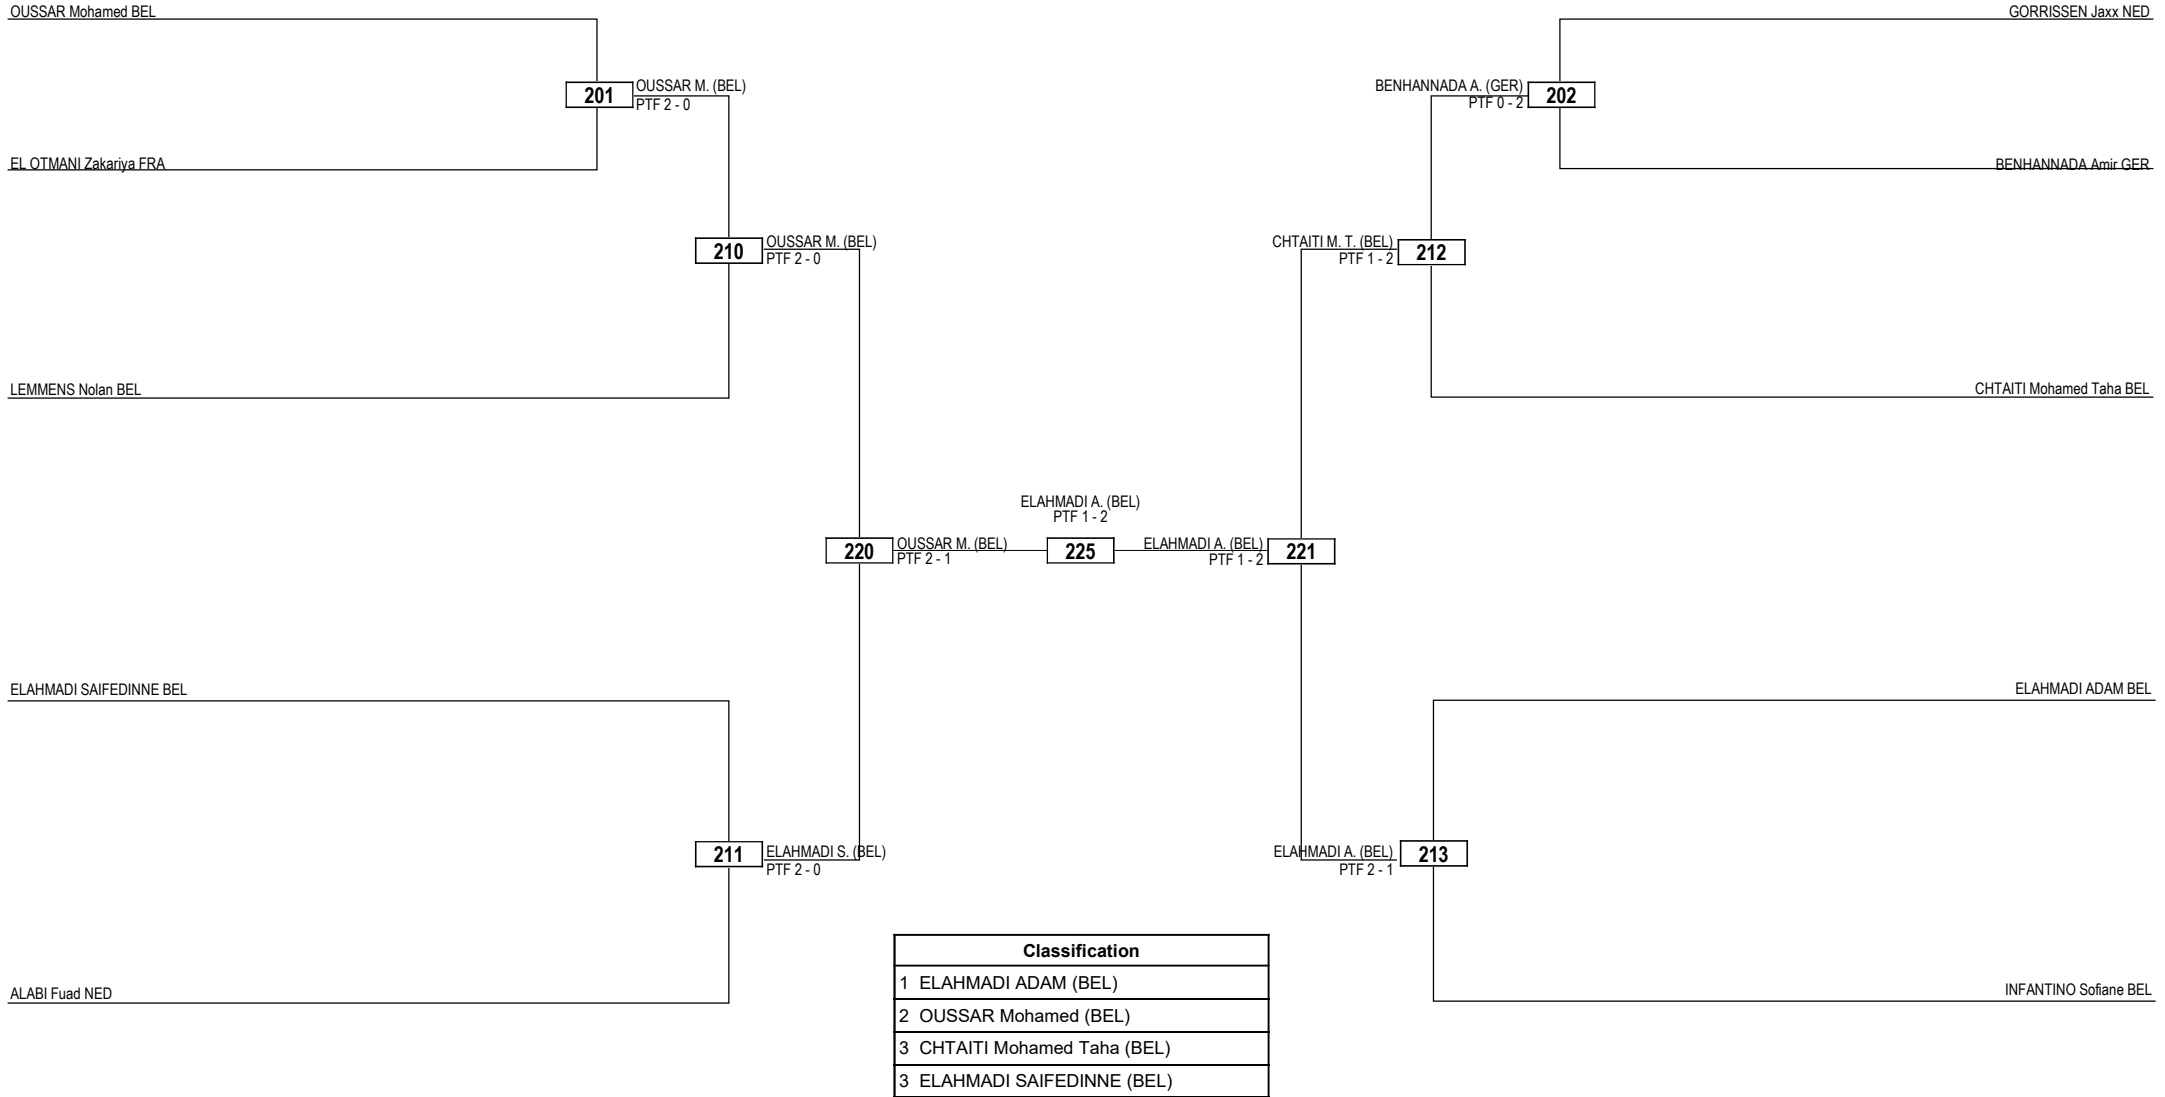 OUSSAR Mohamed BEL
GORRISSEN Jaxx NED
201
OUSSAR M. (BEL)
PTF 2 - 0
BENHANNADA A. (GER)
PTF 0 - 2
202
EL OTMANI Zakariya FRA
BENHANNADA Amir GER
210
OUSSAR M. (BEL)
PTF 2 - 0
CHTAITI M. T. (BEL)
PTF 1 - 2
212
LEMMENS Nolan BEL
CHTAITI Mohamed Taha BEL
ELAHMADI A. (BEL)
PTF 1 - 2
220
OUSSAR M. (BEL)
PTF 2 - 1
225
ELAHMADI A. (BEL)
PTF 1 - 2
221
ELAHMADI SAIFEDINNE BEL
ELAHMADI ADAM BEL
211
ELAHMADI S. (BEL)
PTF 2 - 0
ELAHMADI A. (BEL)
PTF 2 - 1
213
ALABI Fuad NED
INFANTINO Sofiane BEL
Classification
1 ELAHMADI ADAM (BEL)
2 OUSSAR Mohamed (BEL)
3 CHTAITI Mohamed Taha (BEL)
3 ELAHMADI SAIFEDINNE (BEL)